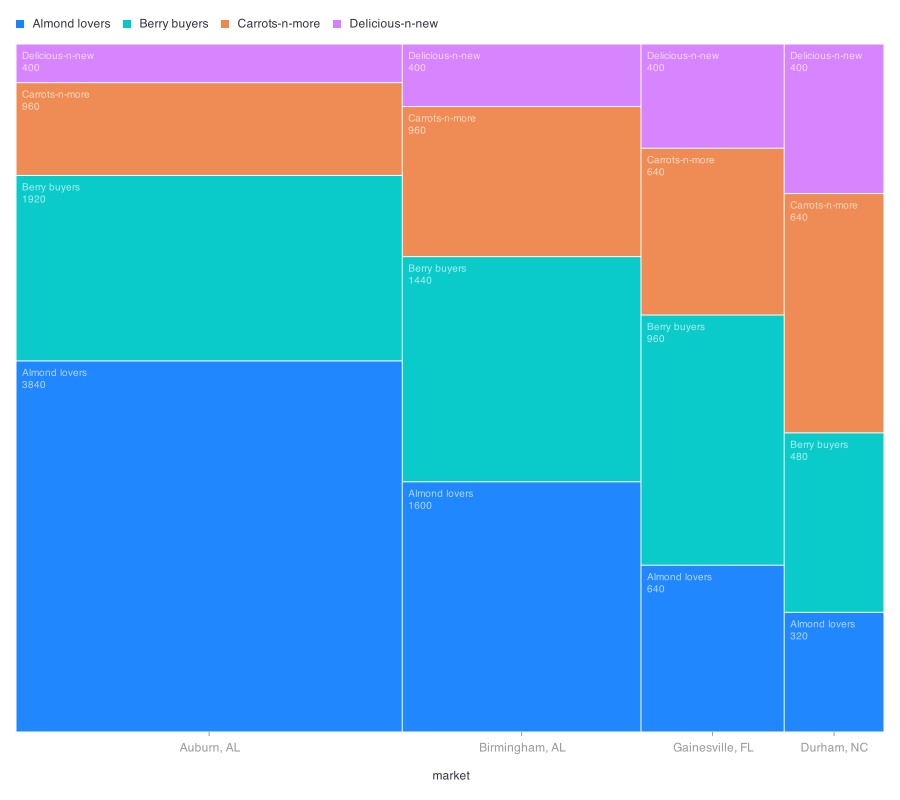 Almond lovers Berry buyers Carrots-n-more Delicious-n-new
Delicious-n-new
400
Carrots-n-more
960
Berry buyers
1920
Almond lovers
3840
Delicious-n-new
400
Carrots-n-more
960
Berry buyers
1440
Almond lovers
1600
Delicious-n-new
400
Carrots-n-more
640
Berry buyers
960
Almond lovers
640
Delicious-n-new
400
Carrots-n-more
640
Berry buyers
480
Almond lovers
320
Auburn, AL Birmingham, AL Gainesville, FL Durham, NC
market